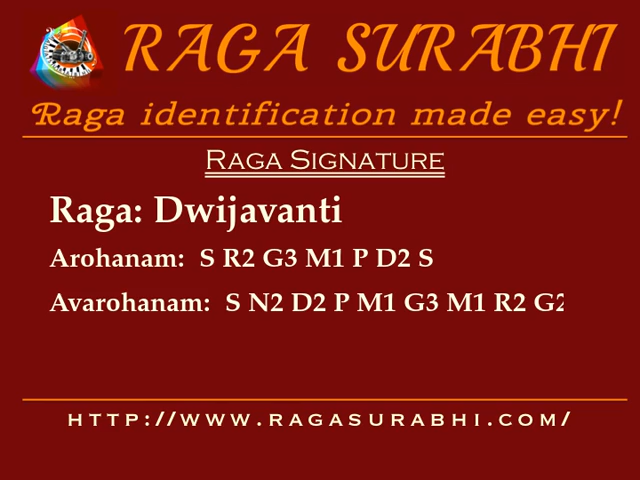 RAGA SURABHI
Raga identification made easy!
RAGA SIGNATURE
Raga: Dwijavanti
Arohanam: S R2 G3 M1 P D2 S
Avarohanam: S N2 D2 P M1 G3 M1 R2 G2
HTTP://WWW.RAGASURABHI.COM/